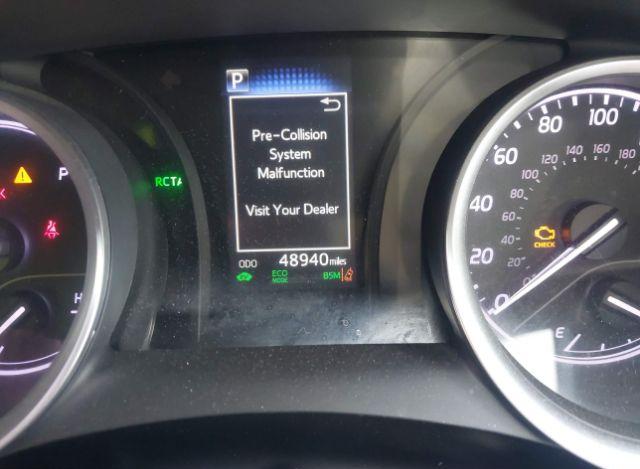 P
Pre-Collision
System
Malfunction
Visit Your Dealer
ODO 48940 miles
ECO
MODE
BSM
RCTA
P
H
100
80
60
40
20
0
180
160
140
120
100
80
60
40
20
CHECK
E